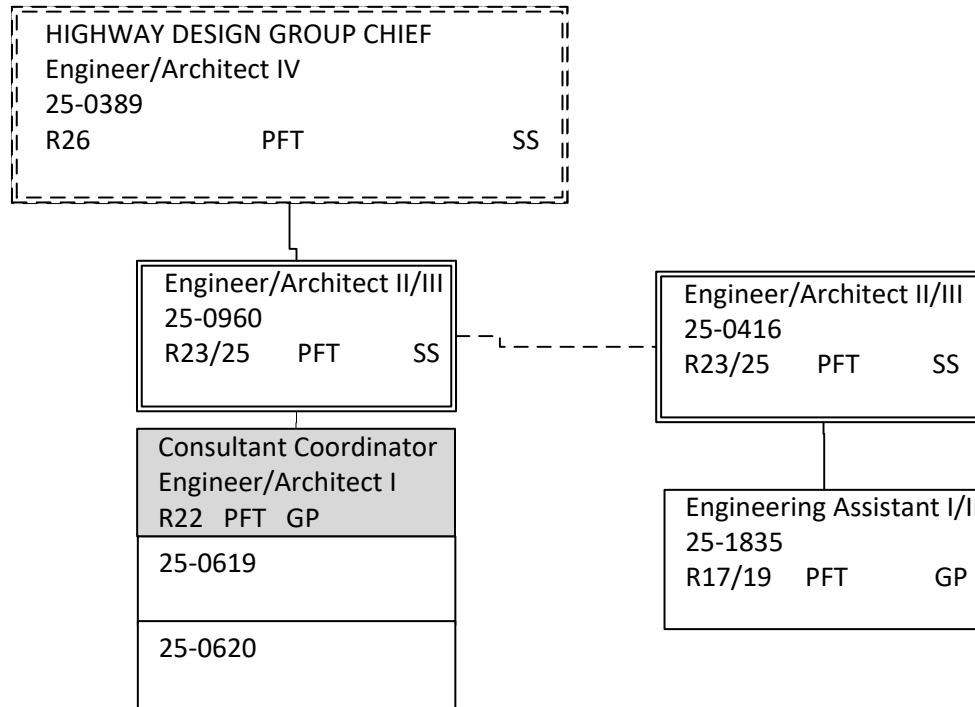 HIGHWAY DESIGN GROUP CHIEF
Engineer/Architect IV
25-0389
R26 PFT SS
Engineer/Architect II/III
25-0960
R23/25 PFT SS
Engineer/Architect II/III
25-0416
R23/25 PFT SS
Consultant Coordinator
Engineer/Architect I
R22 PFT GP
25-0619
25-0620
Engineering Assistant I/II
25-1835
R17/19 PFT GP